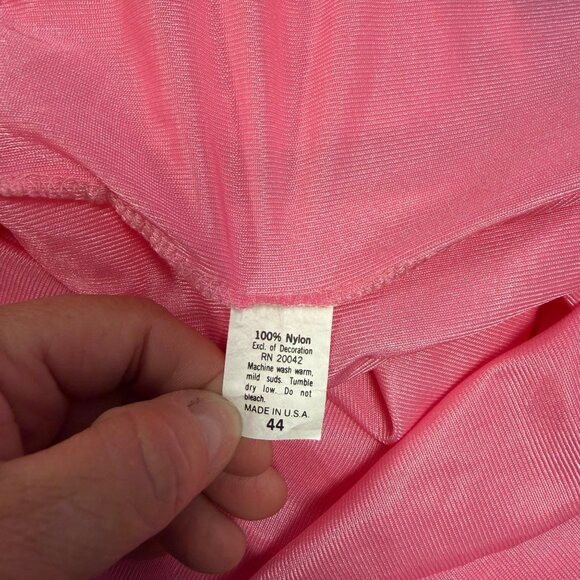 100% Nylon
Excl. of Decoration
RN 20042
Machine wash warm,
mild suds. Tumble
dry low. Do not
bleach.
MADE IN U.S.A.
44